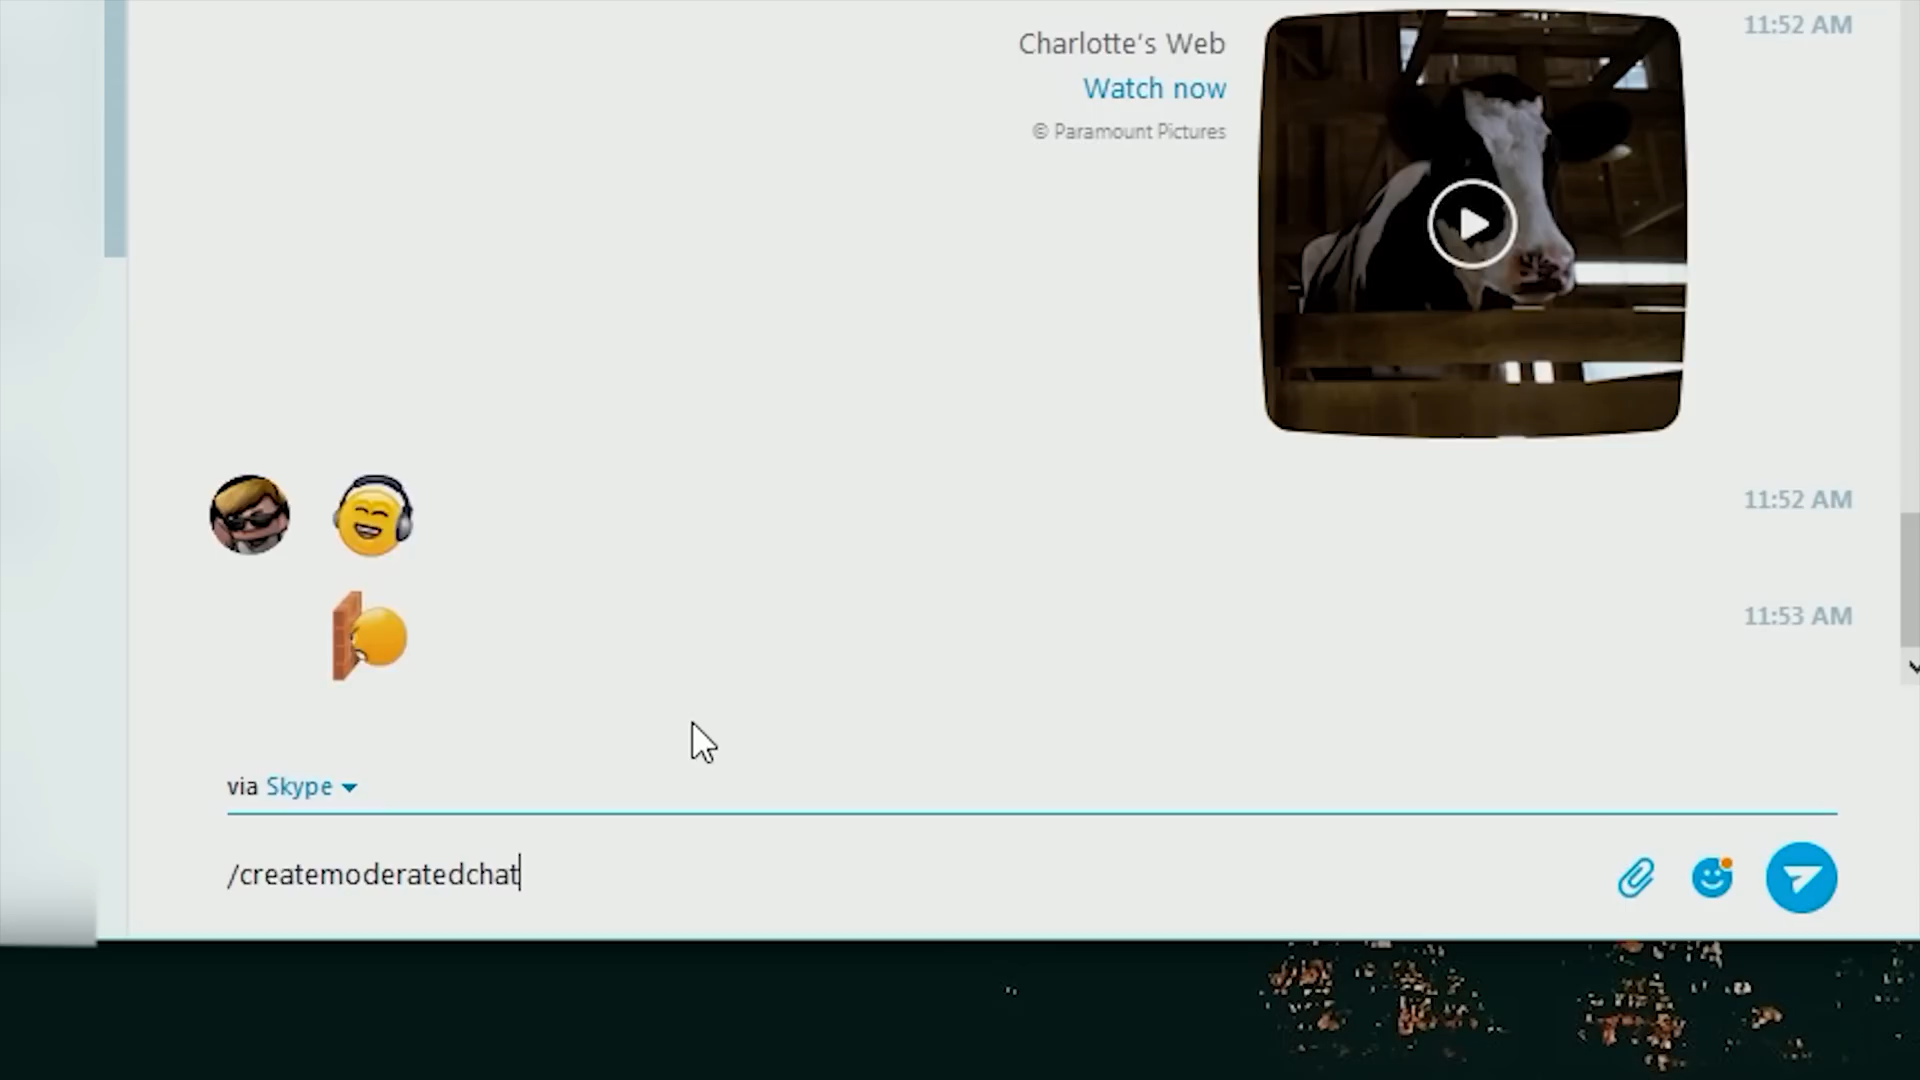 11:52 AM
Charlotte's Web
Watch now
© Paramount Pictures
11:52 AM
11:53 AM
via Skype
/createmoderatedchat